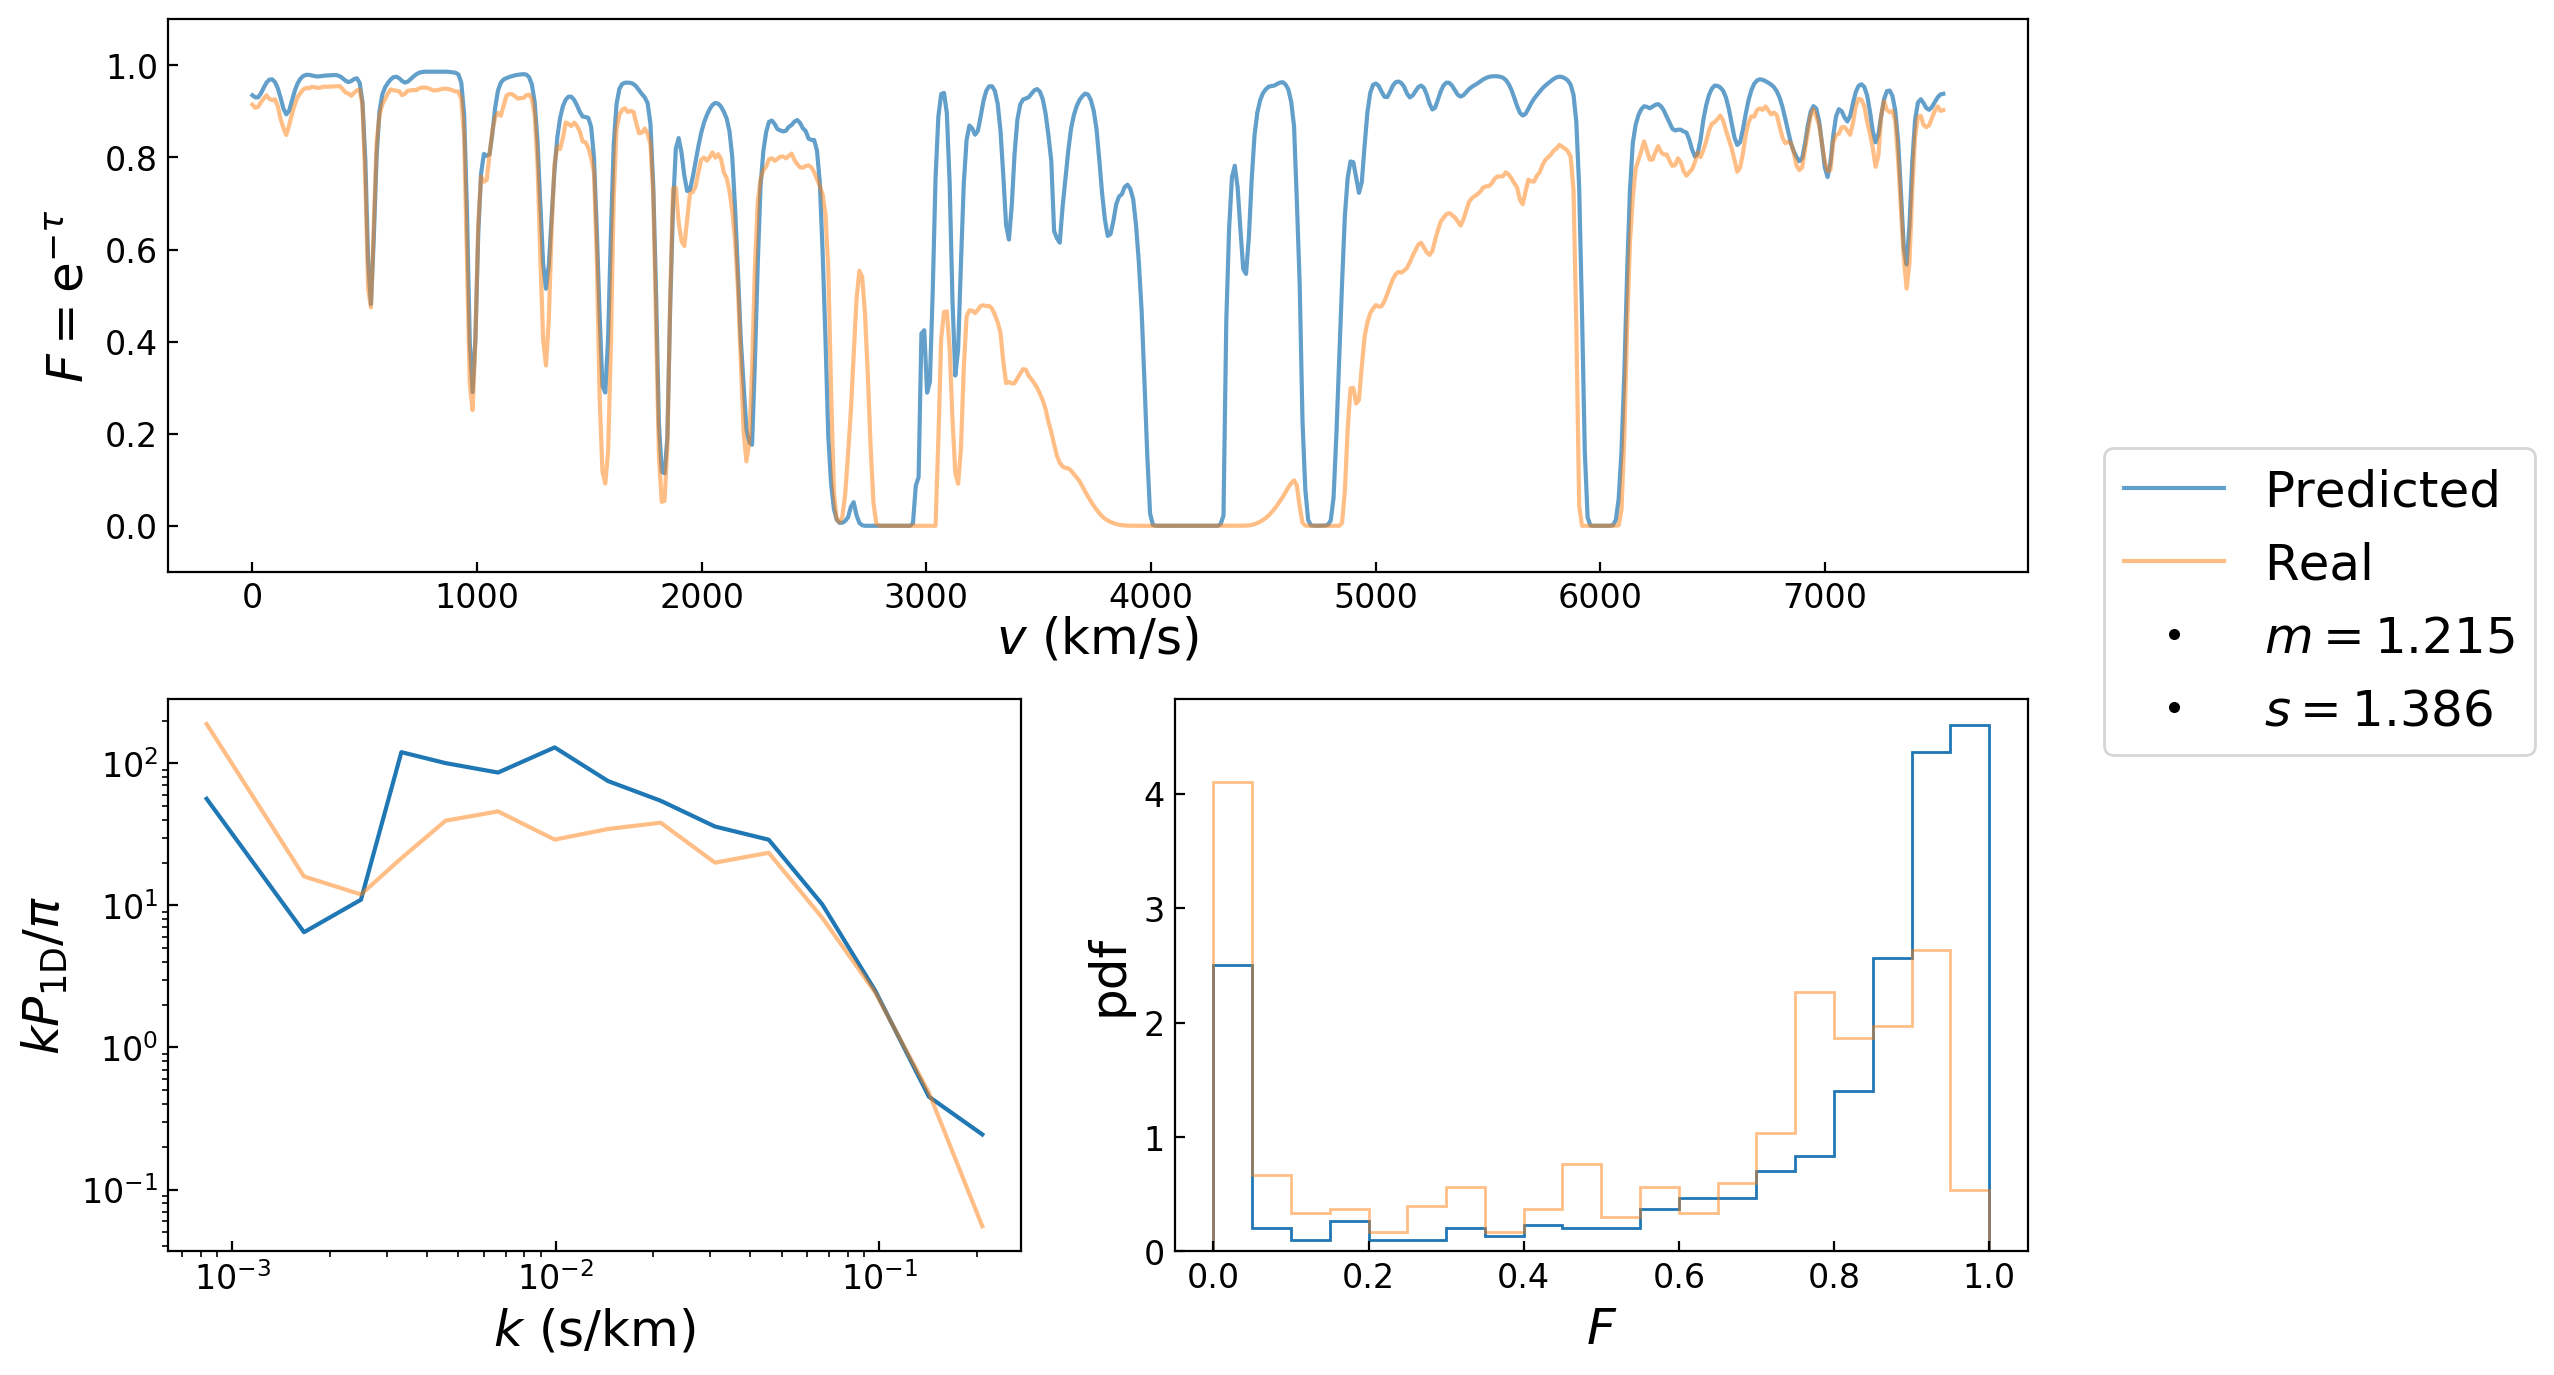 F = e^{−τ}
1.0
0.8
0.6
0.4
0.2
0.0
0 1000 2000 3000 4000 5000 6000 7000
v (km/s)
Predicted
Real
m = 1.215
s = 1.386
kP_{1D}/π
10^2
10^1
10^0
10^{−1}
10^{−3} 10^{−2} 10^{−1}
k (s/km)
pdf
4
3
2
1
0
0.0 0.2 0.4 0.6 0.8 1.0
F